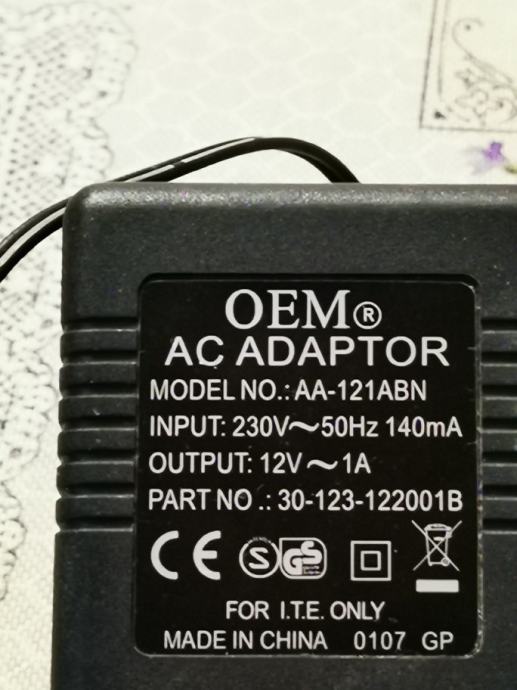 OEM®
AC ADAPTOR
MODEL NO.: AA-121ABN
INPUT: 230V～50Hz 140mA
OUTPUT: 12V ～ 1A
PART NO .: 30-123-122001B
CE S GS
FOR I.T.E. ONLY
MADE IN CHINA 0107 GP